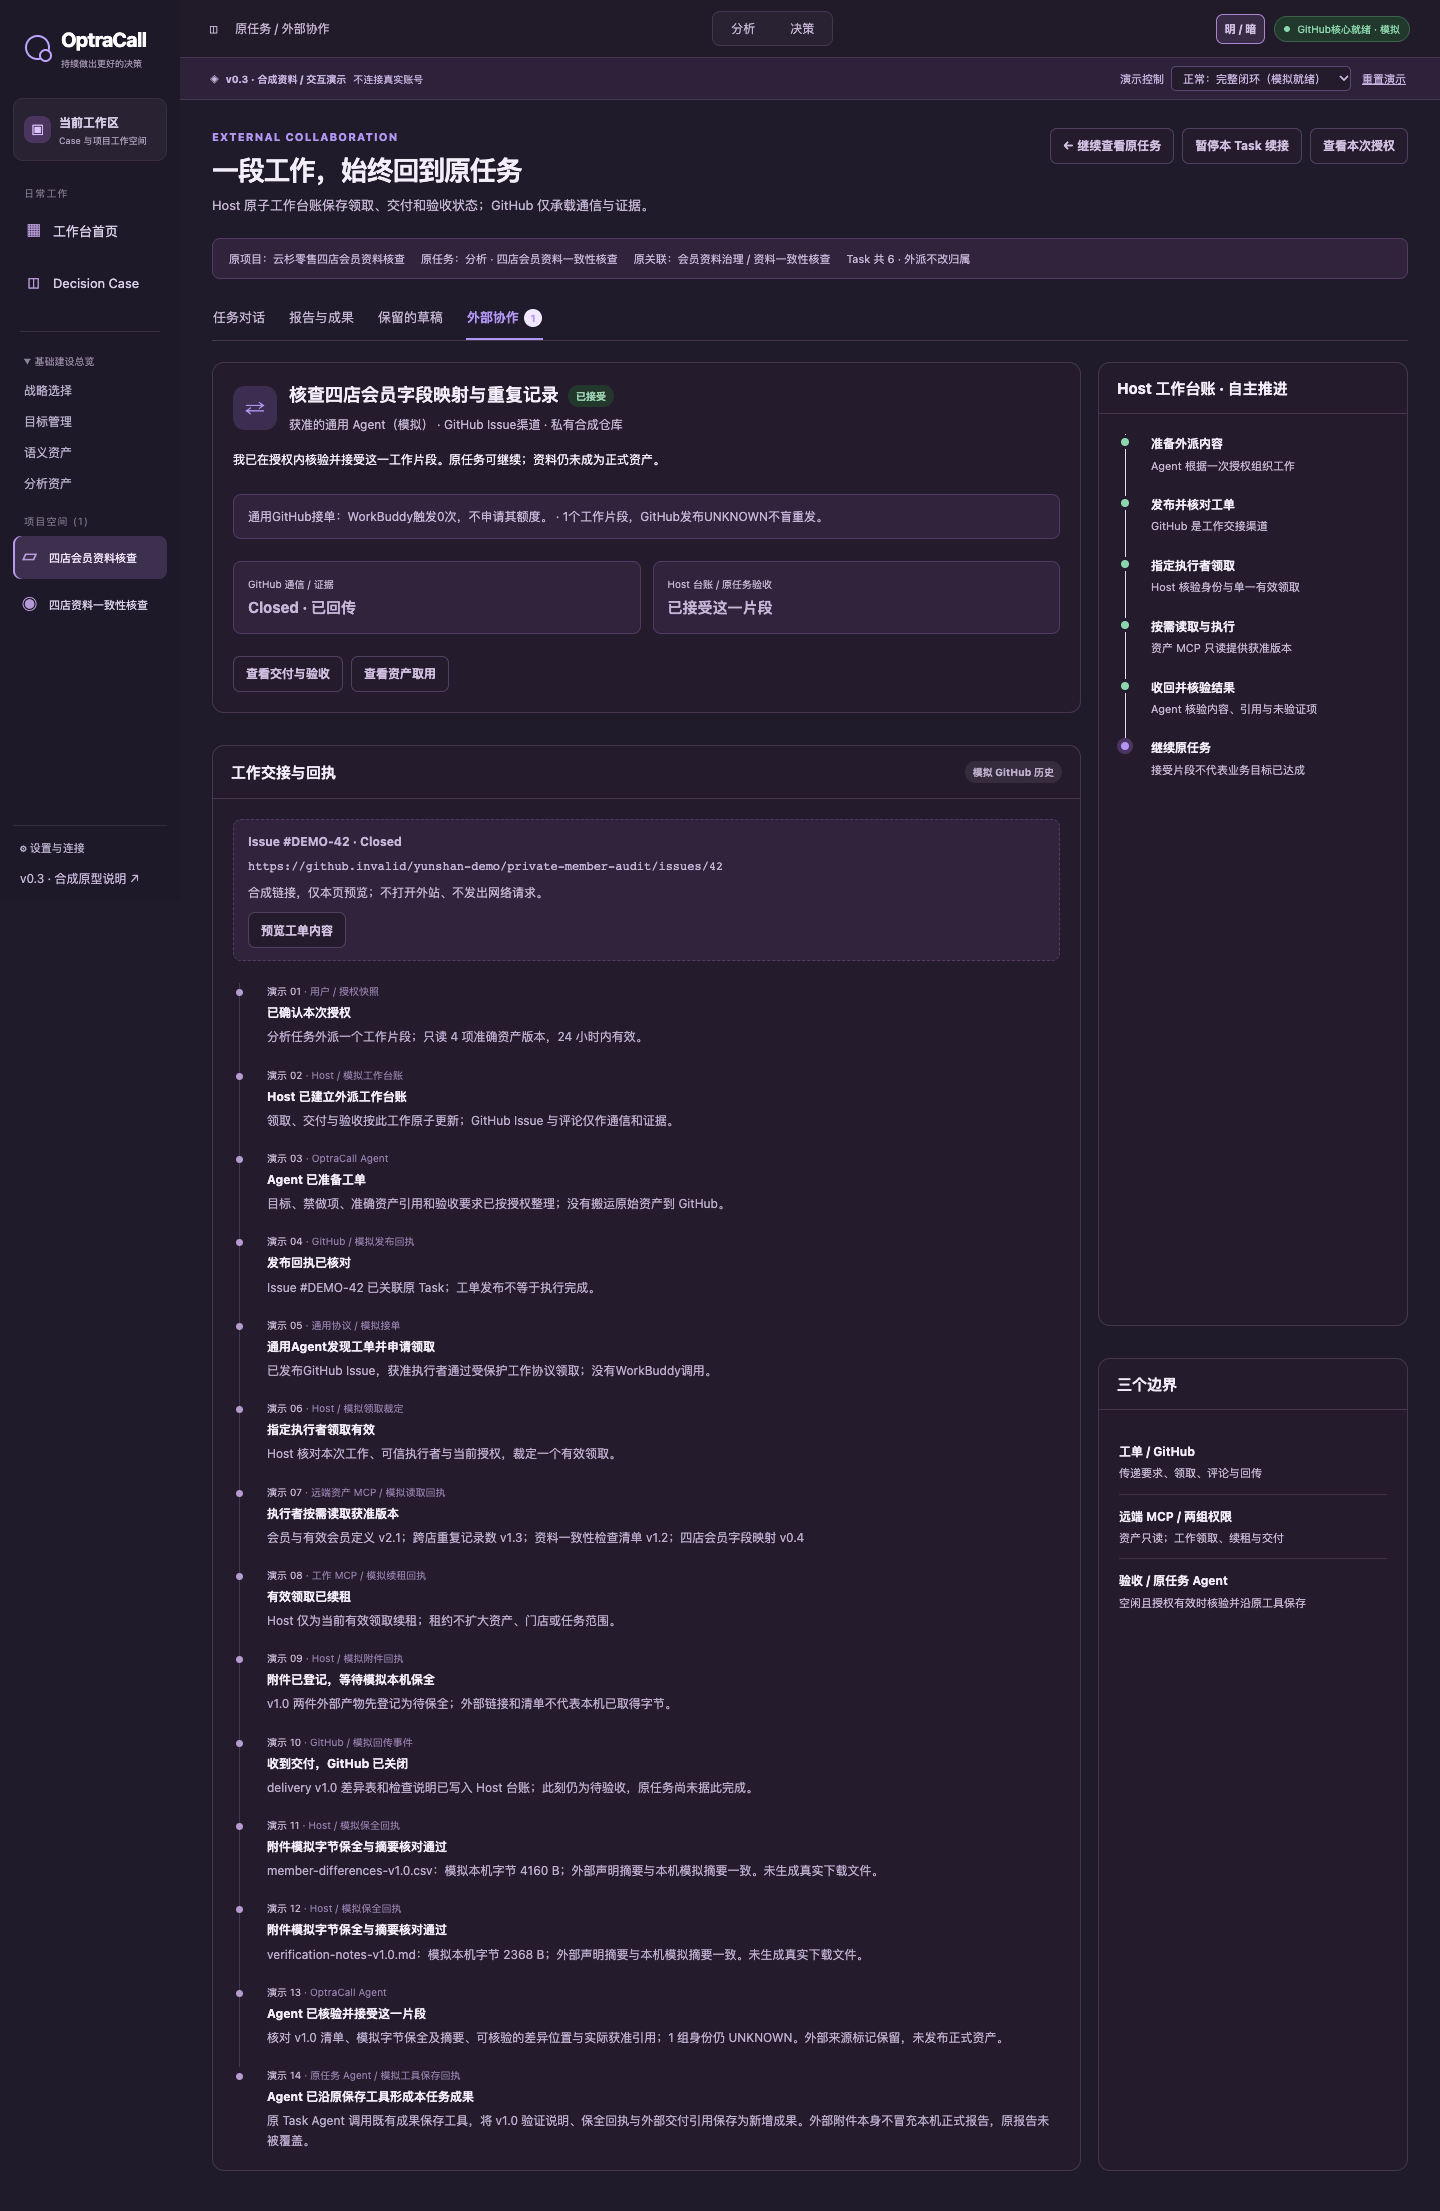 OptraCall
持续做出更好的决策
当前工作区
Case 与项目工作空间
日常工作
工作台首页
Decision Case
基础建设总览
战略选择
目标管理
语义资产
分析资产
项目空间 (1)
四店会员资料核查
四店资料一致性核查
设置与连接
v0.3 · 合成原型说明 ↗
原任务 / 外部协作
分析
决策
明 / 暗
GitHub核心就绪 · 模拟
v0.3 · 合成资料 / 交互演示 不连接真实账号
演示控制
正常：完整闭环（模拟就绪）
重置演示
EXTERNAL COLLABORATION
一段工作，始终回到原任务
Host 原子工作台账保存领取、交付和验收状态；GitHub 仅承载通信与证据。
← 继续查看原任务
暂停本 Task 续接
查看本次授权
原项目：云杉零售四店会员资料核查 原任务：分析 · 四店会员资料一致性核查 原关联：会员资料治理 / 资料一致性核查 Task 共 6 · 外派不改归属
任务对话
报告与成果
保留的草稿
外部协作 1
核查四店会员字段映射与重复记录 已接受
获准的通用 Agent（模拟） · GitHub Issue渠道 · 私有合成仓库
我已在授权内核验并接受这一工作片段。原任务可继续；资料仍未成为正式资产。
通用GitHub接单：WorkBuddy触发0次，不申请其额度。 · 1个工作片段，GitHub发布UNKNOWN不盲重发。
GitHub 通信 / 证据
Closed · 已回传
Host 台账 / 原任务验收
已接受这一片段
查看交付与验收
查看资产取用
工作交接与回执
模拟 GitHub 历史
Issue #DEMO-42 · Closed
https://github.invalid/yunshan-demo/private-member-audit/issues/42
合成链接，仅本页预览；不打开外站、不发出网络请求。
预览工单内容
演示 01 · 用户 / 授权快照
已确认本次授权
分析任务外派一个工作片段；只读 4 项准确资产版本，24 小时内有效。
演示 02 · Host / 模拟工作台账
Host 已建立外派工作台账
领取、交付与验收按此工作原子更新；GitHub Issue 与评论仅作通信和证据。
演示 03 · OptraCall Agent
Agent 已准备工单
目标、禁做项、准确资产引用和验收要求已按授权整理；没有搬运原始资产到 GitHub。
演示 04 · GitHub / 模拟发布回执
发布回执已核对
Issue #DEMO-42 已关联原 Task；工单发布不等于执行完成。
演示 05 · 通用协议 / 模拟接单
通用Agent发现工单并申请领取
已发布GitHub Issue，获准执行者通过受保护工作协议领取；没有WorkBuddy调用。
演示 06 · Host / 模拟领取裁定
指定执行者领取有效
Host 核对本次工作、可信执行者与当前授权，裁定一个有效领取。
演示 07 · 远端资产 MCP / 模拟读取回执
执行者按需读取获准版本
会员与有效会员定义 v2.1；跨店重复记录数 v1.3；资料一致性检查清单 v1.2；四店会员字段映射 v0.4
演示 08 · 工作 MCP / 模拟续租回执
有效领取已续租
Host 仅为当前有效领取续租；租约不扩大资产、门店或任务范围。
演示 09 · Host / 模拟附件回执
附件已登记，等待模拟本机保全
v1.0 两件外部产物先登记为待保全；外部链接和清单不代表本机已取得字节。
演示 10 · GitHub / 模拟回传事件
收到交付，GitHub 已关闭
delivery v1.0 差异表和检查说明已写入 Host 台账；此刻仍为待验收，原任务尚未据此完成。
演示 11 · Host / 模拟保全回执
附件模拟字节保全与摘要核对通过
member-differences-v1.0.csv：模拟本机字节 4160 B；外部声明摘要与本机模拟摘要一致。未生成真实下载文件。
演示 12 · Host / 模拟保全回执
附件模拟字节保全与摘要核对通过
verification-notes-v1.0.md：模拟本机字节 2368 B；外部声明摘要与本机模拟摘要一致。未生成真实下载文件。
演示 13 · OptraCall Agent
Agent 已核验并接受这一片段
核对 v1.0 清单、模拟字节保全及摘要、可核验的差异位置与实际获准引用；1 组身份仍 UNKNOWN。外部来源标记保留，未发布正式资产。
演示 14 · 原任务 Agent / 模拟工具保存回执
Agent 已沿原保存工具形成本任务成果
原 Task Agent 调用既有成果保存工具，将 v1.0 验证说明、保全回执与外部交付引用保存为新增成果。外部附件本身不冒充本机正式报告，原报告未
被覆盖。
Host 工作台账 · 自主推进
准备外派内容
Agent 根据一次授权组织工作
发布并核对工单
GitHub 是工作交接渠道
指定执行者领取
Host 核验身份与单一有效领取
按需读取与执行
资产 MCP 只读提供获准版本
收回并核验结果
Agent 核验内容、引用与未验证项
继续原任务
接受片段不代表业务目标已达成
三个边界
工单 / GitHub
传递要求、领取、评论与回传
远端 MCP / 两组权限
资产只读；工作领取、续租与交付
验收 / 原任务 Agent
空闲且授权有效时核验并沿原工具保存